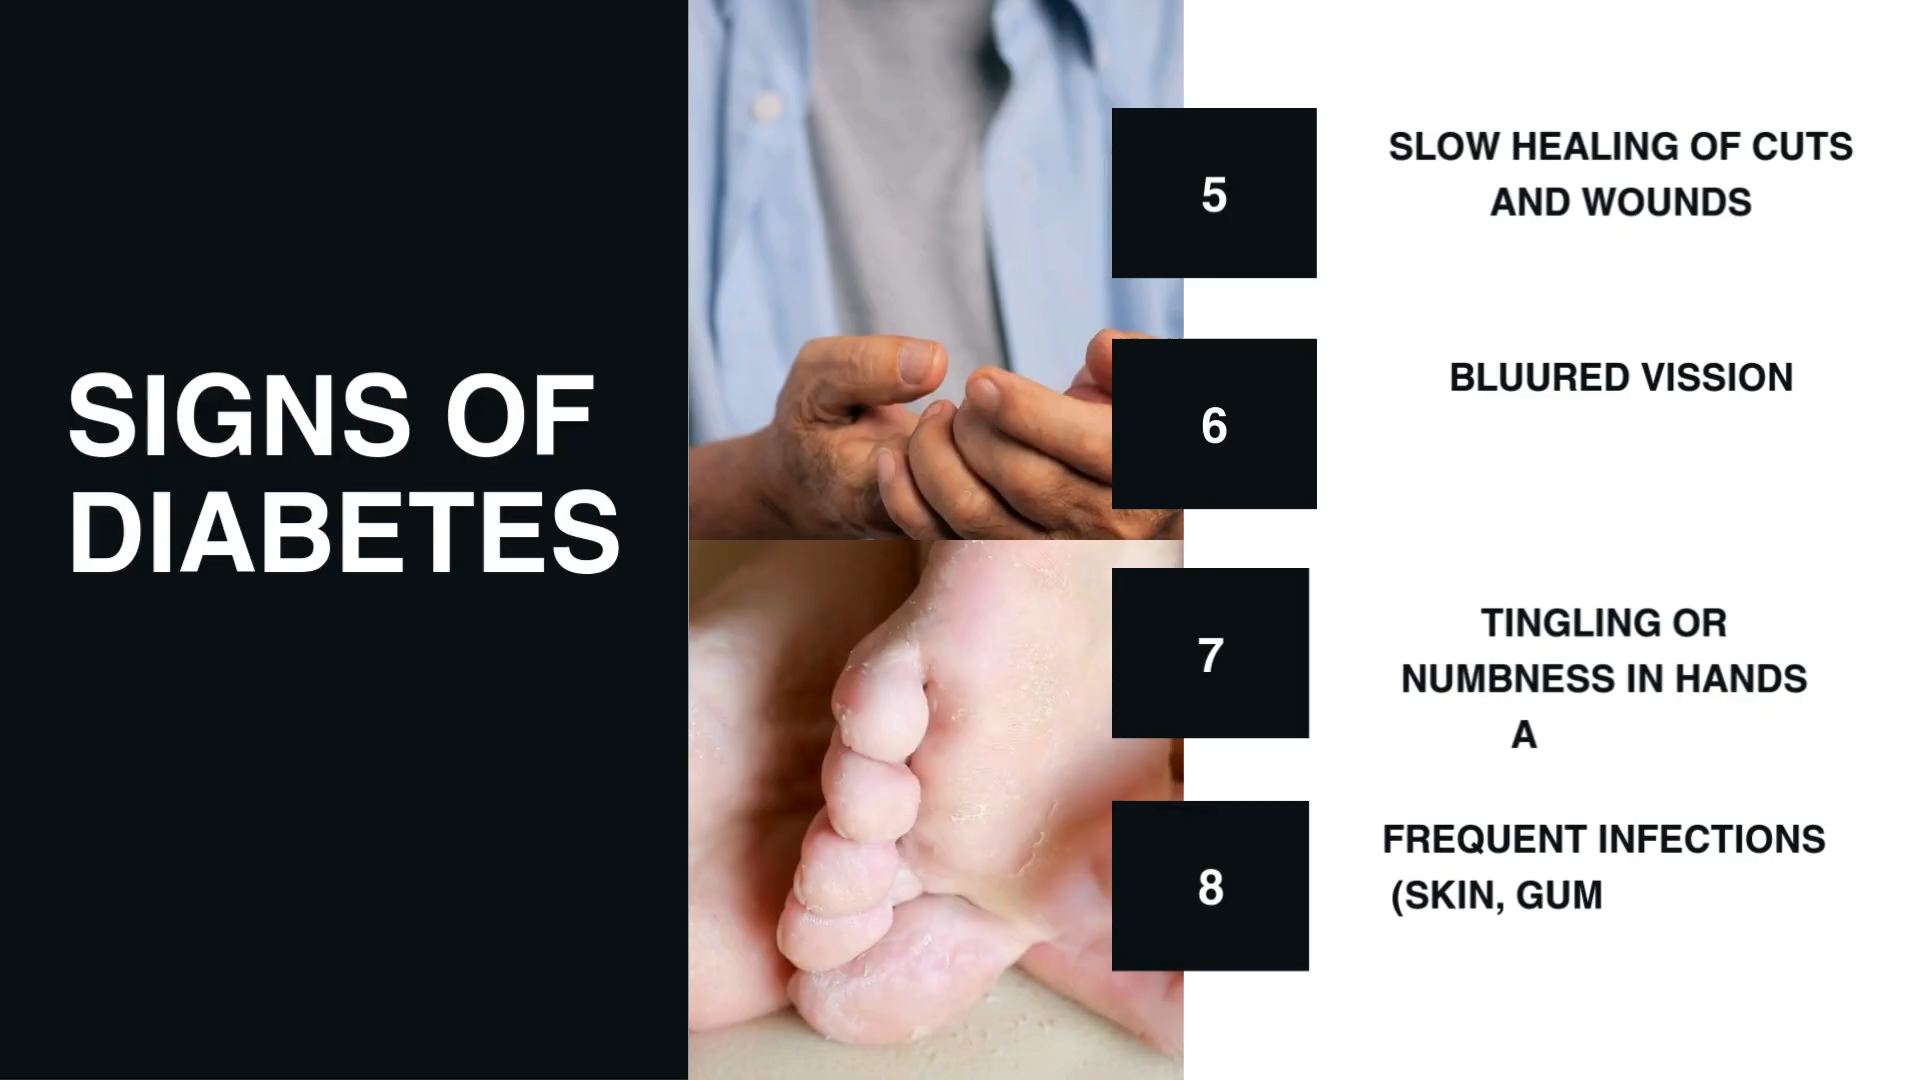 SIGNS OF
DIABETES
5
SLOW HEALING OF CUTS
AND WOUNDS
6
BLUURED VISSION
7
TINGLING OR
NUMBNESS IN HANDS
A
8
FREQUENT INFECTIONS
(SKIN, GUM